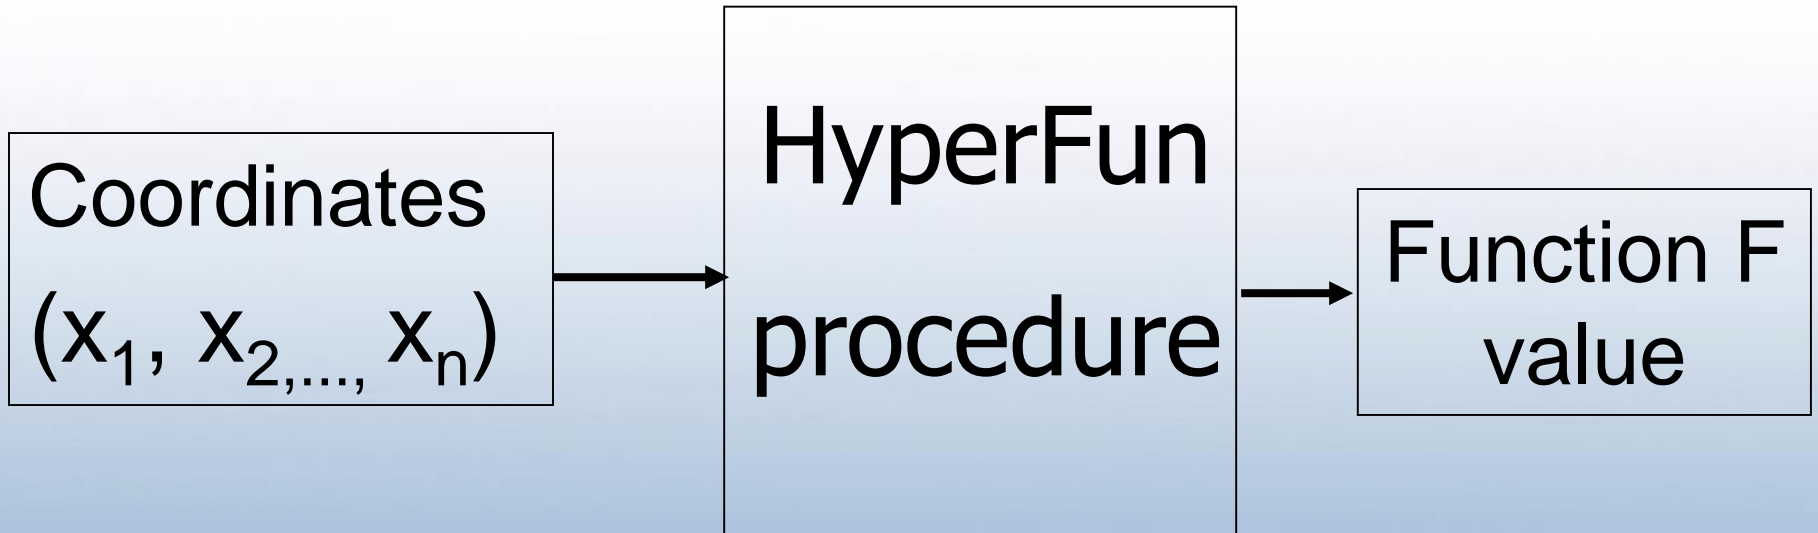 Coordinates
(x₁, x₂,..., xₙ)
HyperFun
procedure
Function F
value